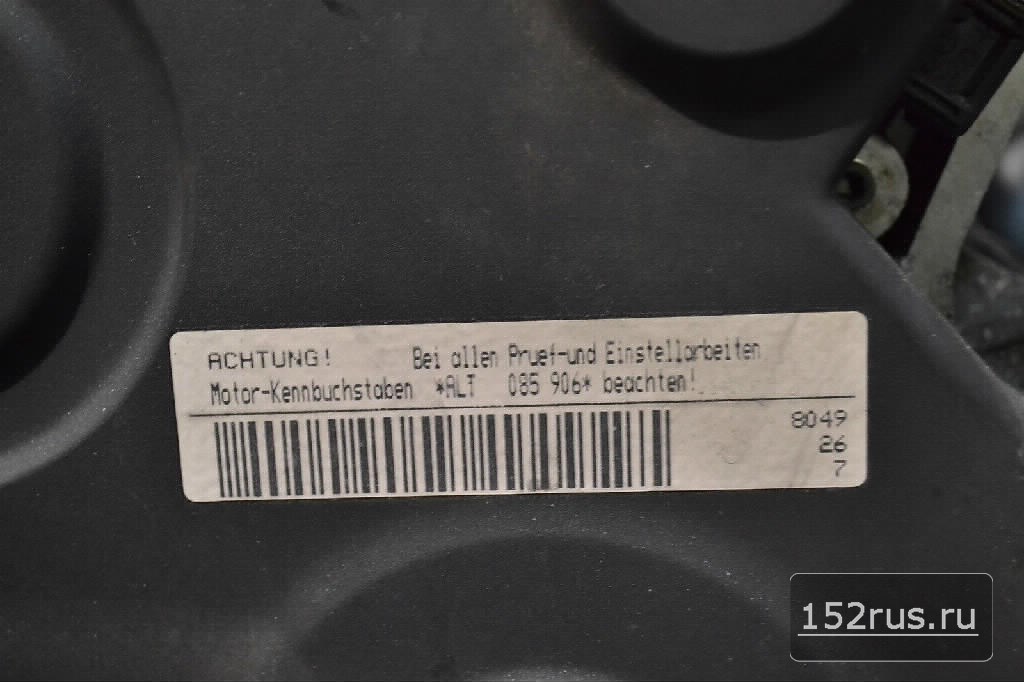 ACHTUNG! Bei allen Pruef-und Einstellarbeiten
Motor-Kennbuchstaben *ALT 085 906* beachten!
8049
26
7
152rus.ru